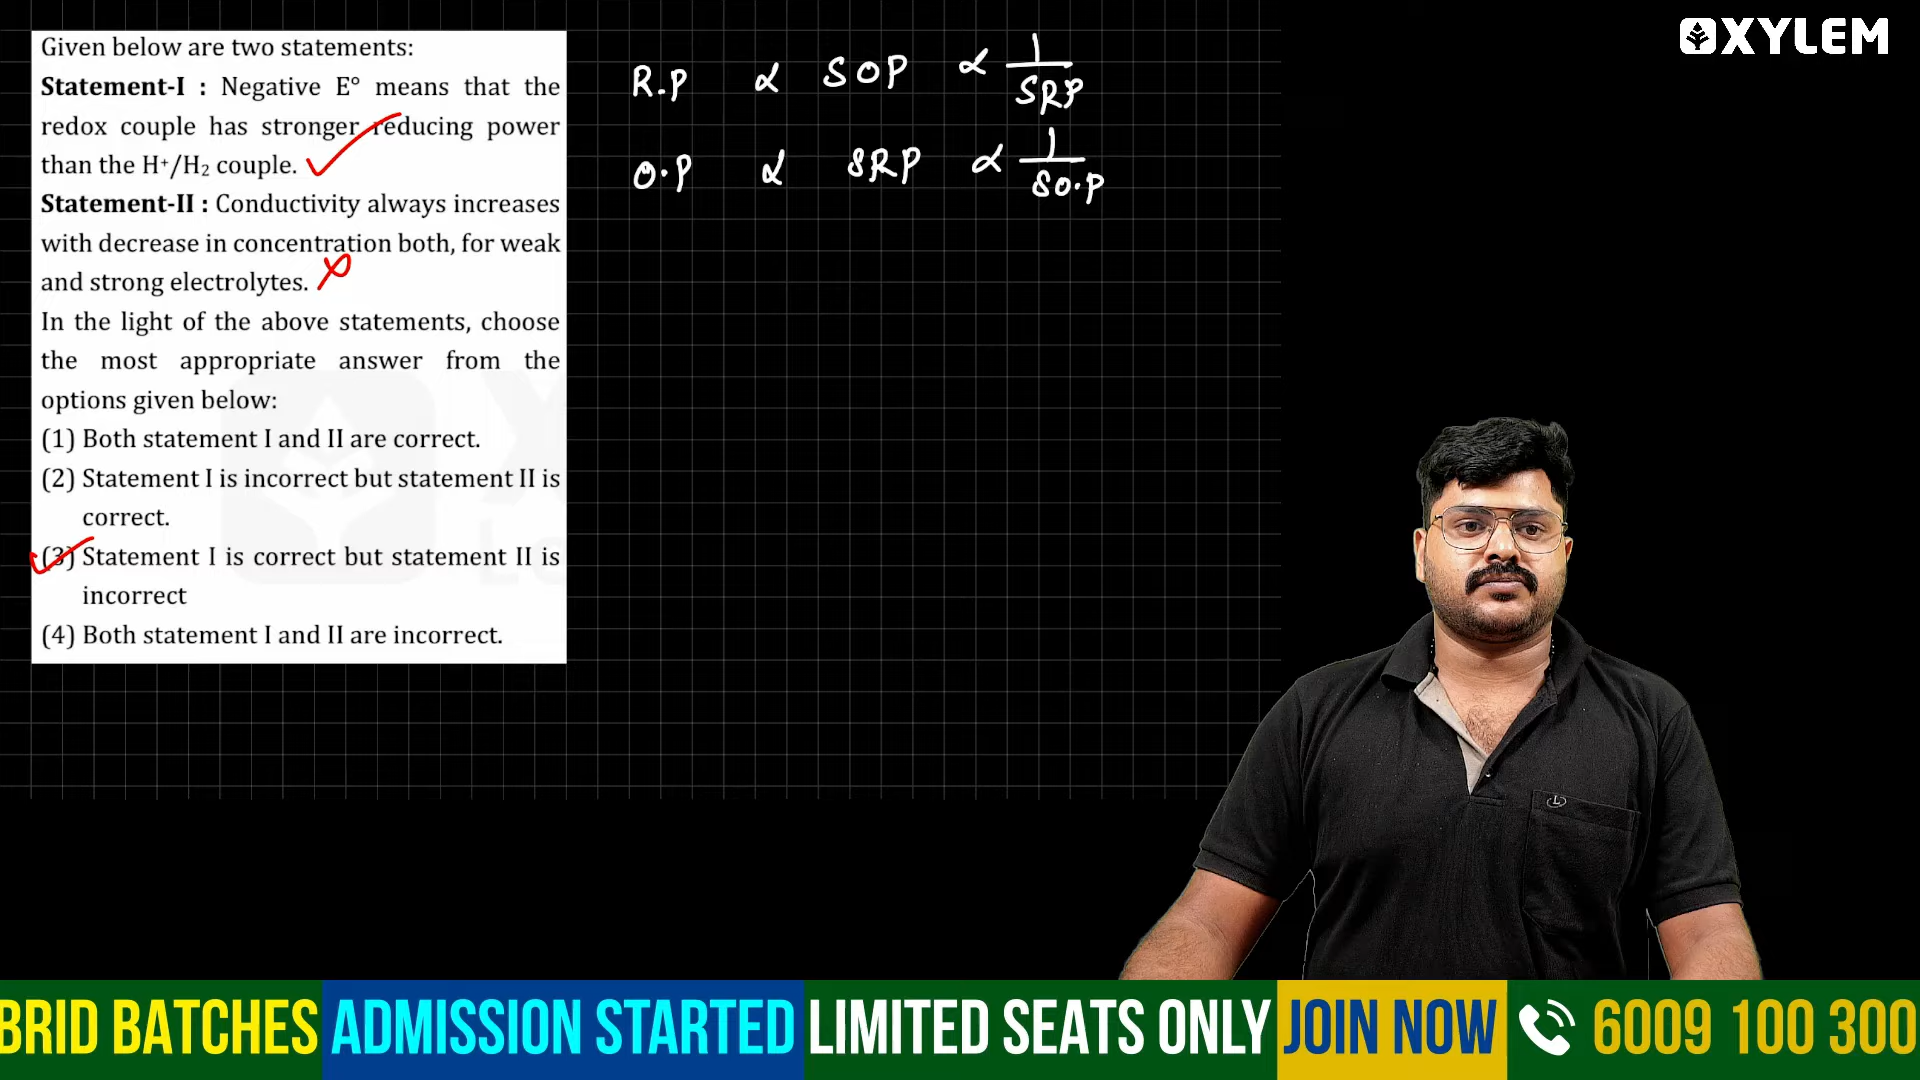 Given below are two statements:
Statement-I : Negative E° means that the
redox couple has stronger reducing power
than the H⁺/H₂ couple.
Statement-II : Conductivity always increases
with decrease in concentration both, for weak
and strong electrolytes.
In the light of the above statements, choose
the most appropriate answer from the
options given below:
(1) Both statement I and II are correct.
(2) Statement I is incorrect but statement II is
correct.
(3) Statement I is correct but statement II is
incorrect
(4) Both statement I and II are incorrect.
R.P ∝ SOP ∝ 1/SRP
O.P ∝ SRP ∝ 1/SO.P
XYLEM
BRID BATCHES ADMISSION STARTED LIMITED SEATS ONLY JOIN NOW 6009 100 300